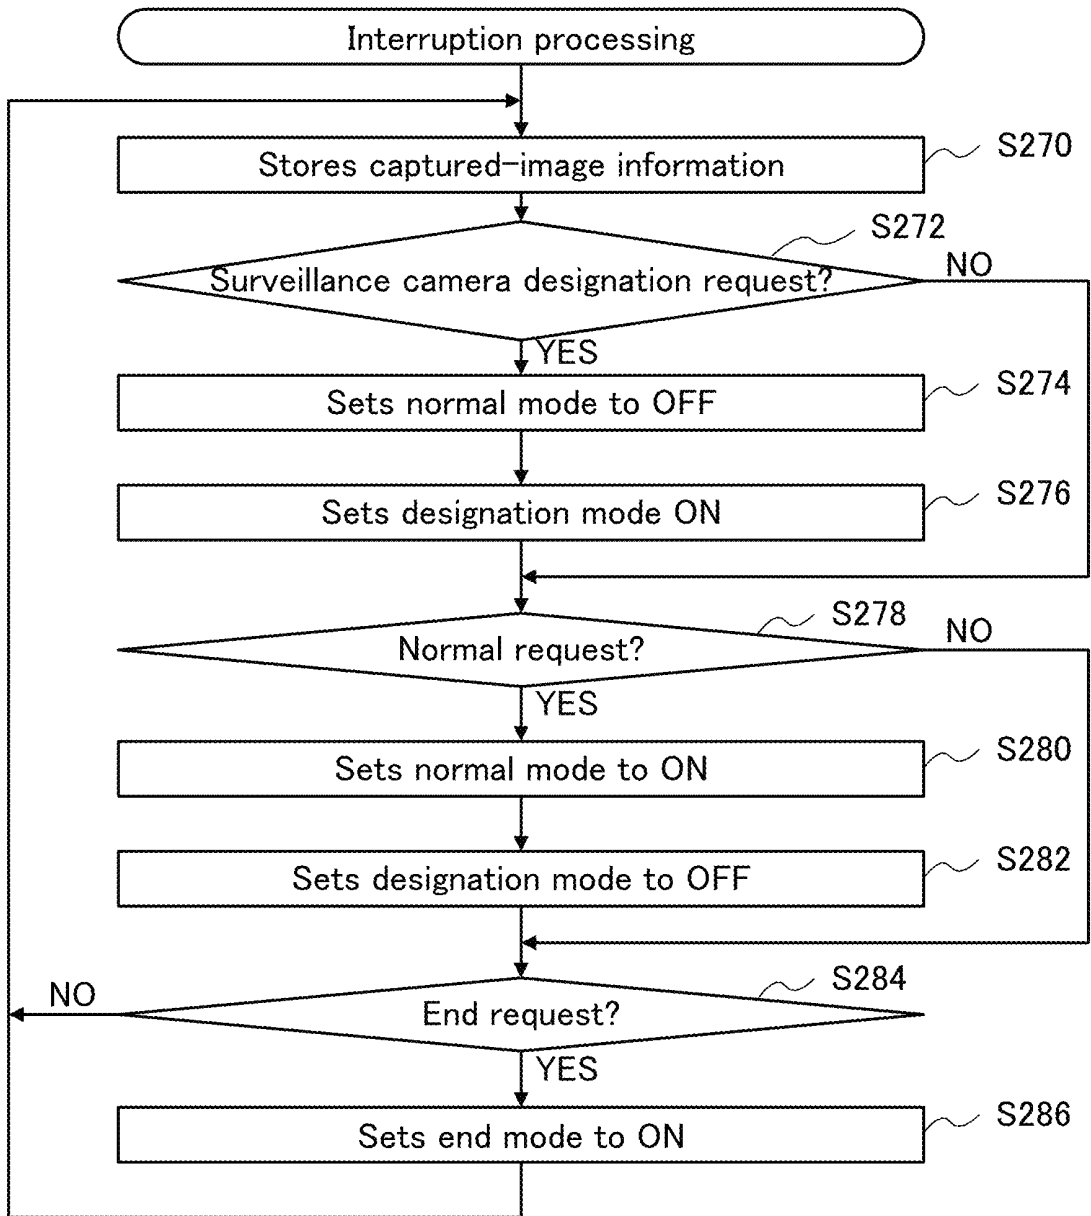 Interruption processing
Stores captured-image information
S270
S272
Surveillance camera designation request?
NO
YES
Sets normal mode to OFF
S274
Sets designation mode ON
S276
S278
Normal request?
NO
YES
Sets normal mode to ON
S280
Sets designation mode to OFF
S282
S284
NO
End request?
YES
Sets end mode to ON
S286